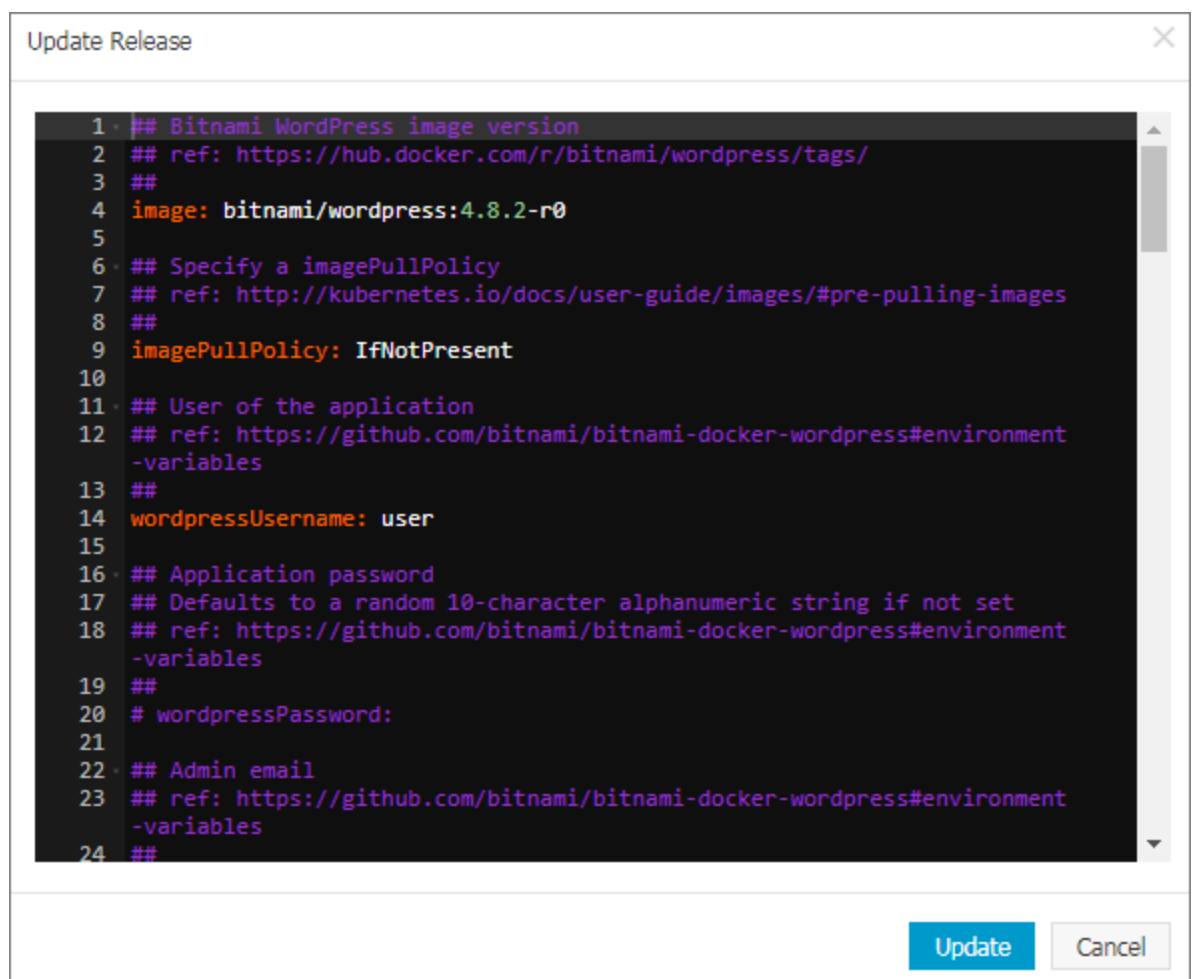 Update Release
1 ## Bitnami WordPress image version
2 ## ref: https://hub.docker.com/r/bitnami/wordpress/tags/
3 ##
4 image: bitnami/wordpress:4.8.2-r0
5
6 ## Specify a imagePullPolicy
7 ## ref: http://kubernetes.io/docs/user-guide/images/#pre-pulling-images
8 ##
9 imagePullPolicy: IfNotPresent
10
11 ## User of the application
12 ## ref: https://github.com/bitnami/bitnami-docker-wordpress#environment
-variables
13 ##
14 wordpressUsername: user
15
16 ## Application password
17 ## Defaults to a random 10-character alphanumeric string if not set
18 ## ref: https://github.com/bitnami/bitnami-docker-wordpress#environment
-variables
19 ##
20 # wordpressPassword:
21
22 ## Admin email
23 ## ref: https://github.com/bitnami/bitnami-docker-wordpress#environment
-variables
24 ##
Update Cancel